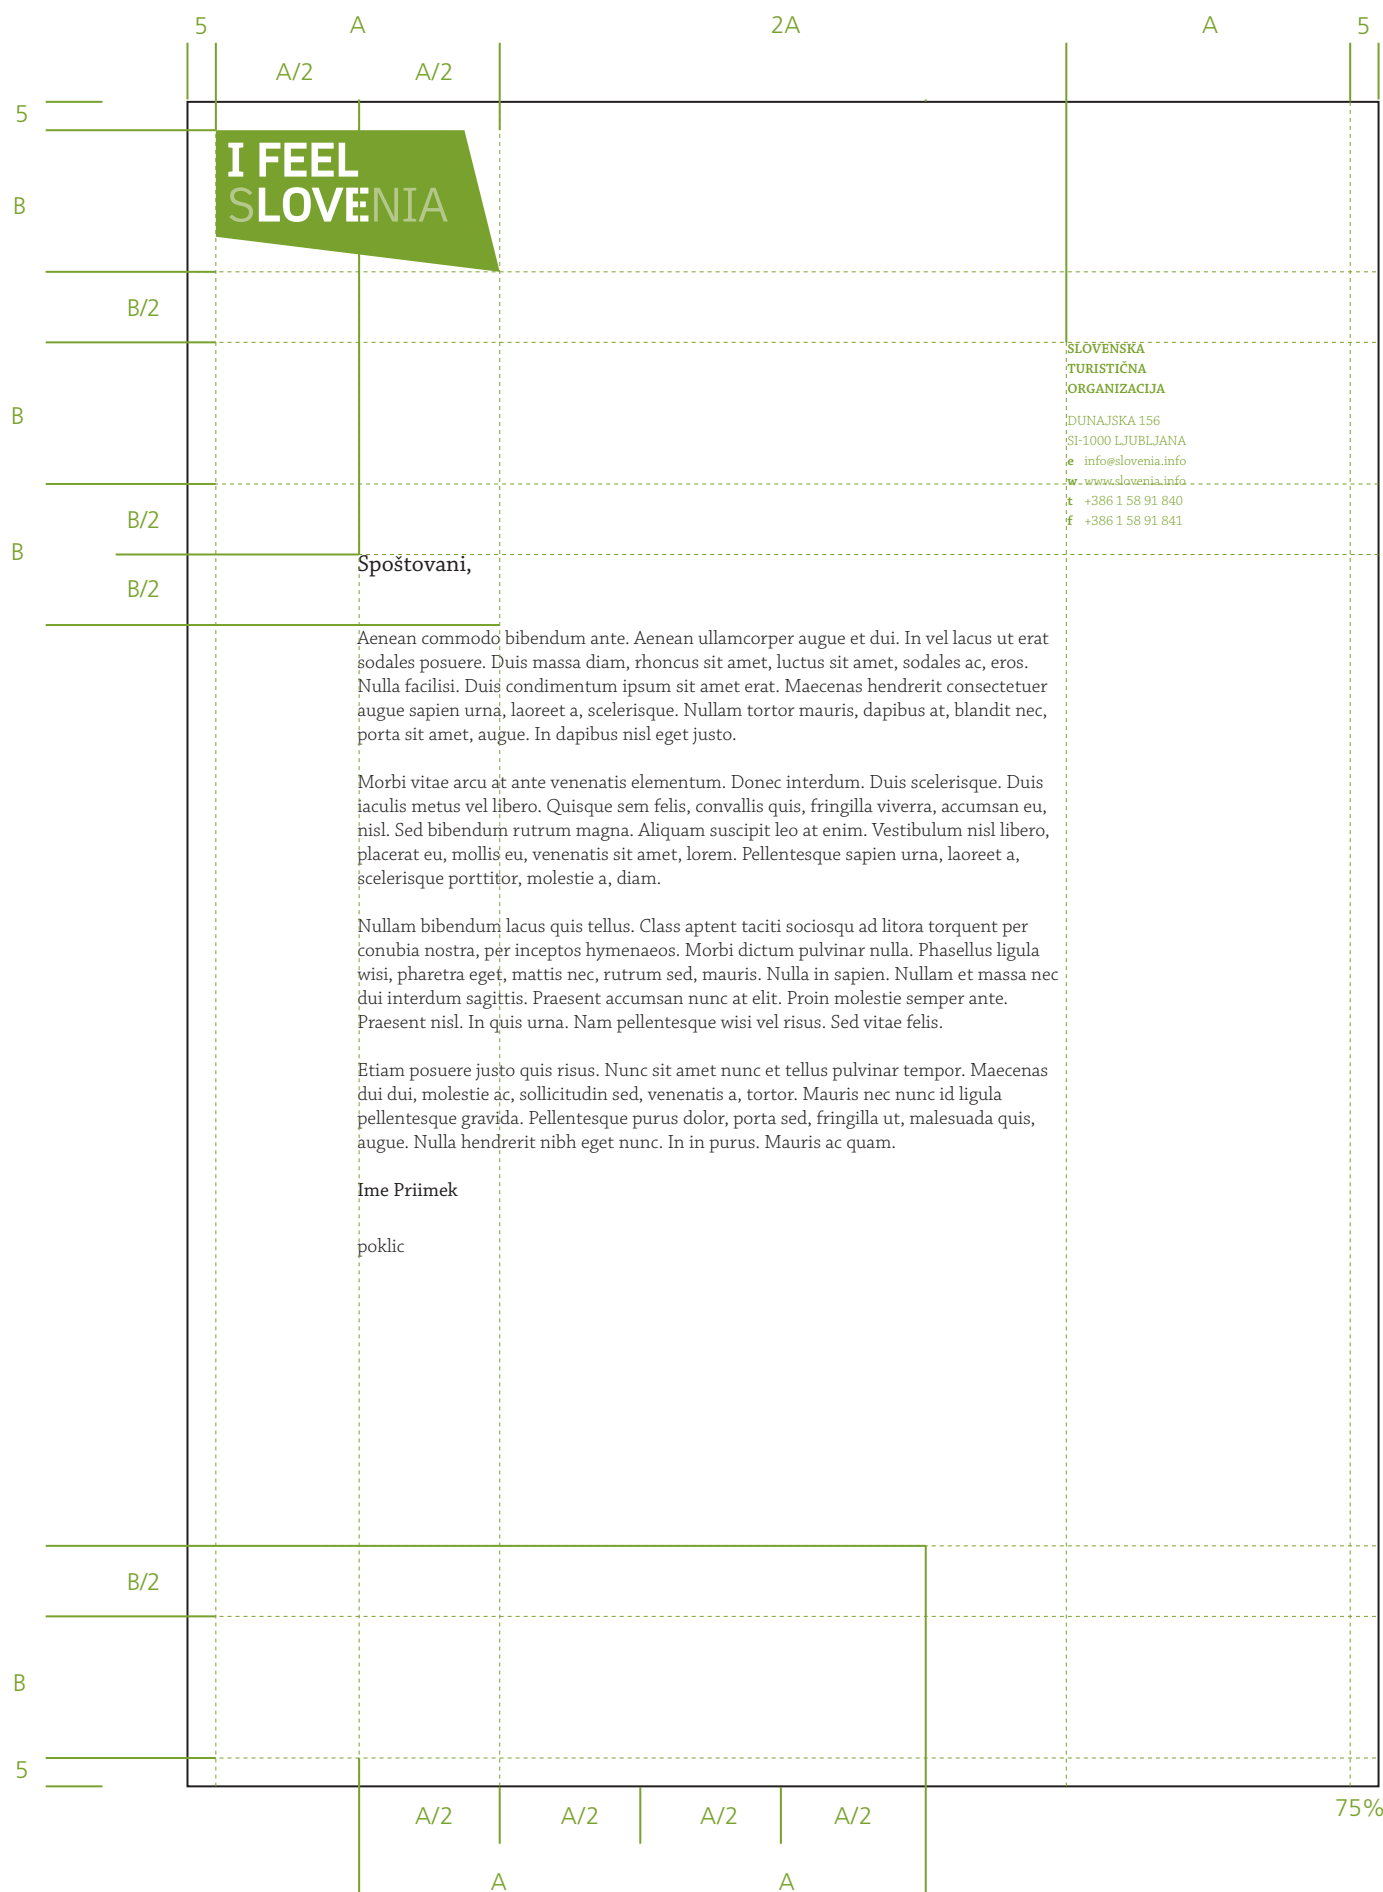 5
A
2A
A
5
A/2
A/2
5
I FEEL
SLOVENIA
B
B/2
SLOVENSKA
TURISTIČNA
ORGANIZACIJA
B
DUNAJSKA 156
SI-1000 LJUBLJANA
e info@slovenia.info
w www.slovenia.info
t +386 1 58 91 840
f +386 1 58 91 841
B/2
B
B/2
Spoštovani,
Aenean commodo bibendum ante. Aenean ullamcorper augue et dui. In vel lacus ut erat
sodales posuere. Duis massa diam, rhoncus sit amet, luctus sit amet, sodales ac, eros.
Nulla facilisi. Duis condimentum ipsum sit amet erat. Maecenas hendrerit consectetuer
augue sapien urna, laoreet a, scelerisque. Nullam tortor mauris, dapibus at, blandit nec,
porta sit amet, augue. In dapibus nisl eget justo.
Morbi vitae arcu at ante venenatis elementum. Donec interdum. Duis scelerisque. Duis
iaculis metus vel libero. Quisque sem felis, convallis quis, fringilla viverra, accumsan eu,
nisl. Sed bibendum rutrum magna. Aliquam suscipit leo at enim. Vestibulum nisl libero,
placerat eu, mollis eu, venenatis sit amet, lorem. Pellentesque sapien urna, laoreet a,
scelerisque porttitor, molestie a, diam.
Nullam bibendum lacus quis tellus. Class aptent taciti sociosqu ad litora torquent per
conubia nostra, per inceptos hymenaeos. Morbi dictum pulvinar nulla. Phasellus ligula
wisi, pharetra eget, mattis nec, rutrum sed, mauris. Nulla in sapien. Nullam et massa nec
dui interdum sagittis. Praesent accumsan nunc at elit. Proin molestie semper ante.
Praesent nisl. In quis urna. Nam pellentesque wisi vel risus. Sed vitae felis.
Etiam posuere justo quis risus. Nunc sit amet nunc et tellus pulvinar tempor. Maecenas
dui dui, molestie ac, sollicitudin sed, venenatis a, tortor. Mauris nec nunc id ligula
pellentesque gravida. Pellentesque purus dolor, porta sed, fringilla ut, malesuada quis,
augue. Nulla hendrerit nibh eget nunc. In in purus. Mauris ac quam.
Ime Priimek
poklic
B/2
B
5
A/2
A/2
A/2
A/2
75%
A
A